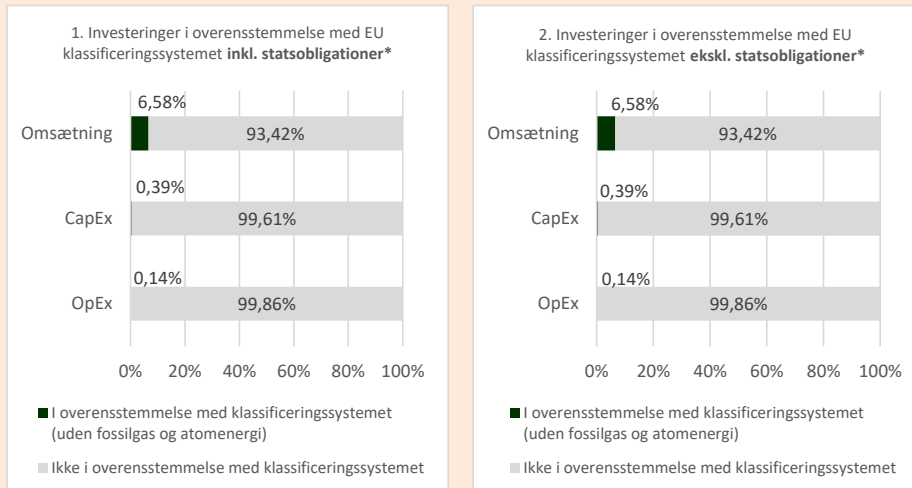 1. Investeringer i overensstemmelse med EU
klassificeringssystemet inkl. statsobligationer*
6,58%
Omsætning
93,42%
0,39%
CapEx
99,61%
0,14%
OpEx
99,86%
0% 20% 40% 60% 80% 100%
I overensstemmelse med klassificeringssystemet
(uden fossilgas og atomenergi)
Ikke i overensstemmelse med klassificeringssystemet
2. Investeringer i overensstemmelse med EU
klassificeringssystemet ekskl. statsobligationer*
6,58%
Omsætning
93,42%
0,39%
CapEx
99,61%
0,14%
OpEx
99,86%
0% 20% 40% 60% 80% 100%
I overensstemmelse med klassificeringssystemet
(uden fossilgas og atomenergi)
Ikke i overensstemmelse med klassificeringssystemet